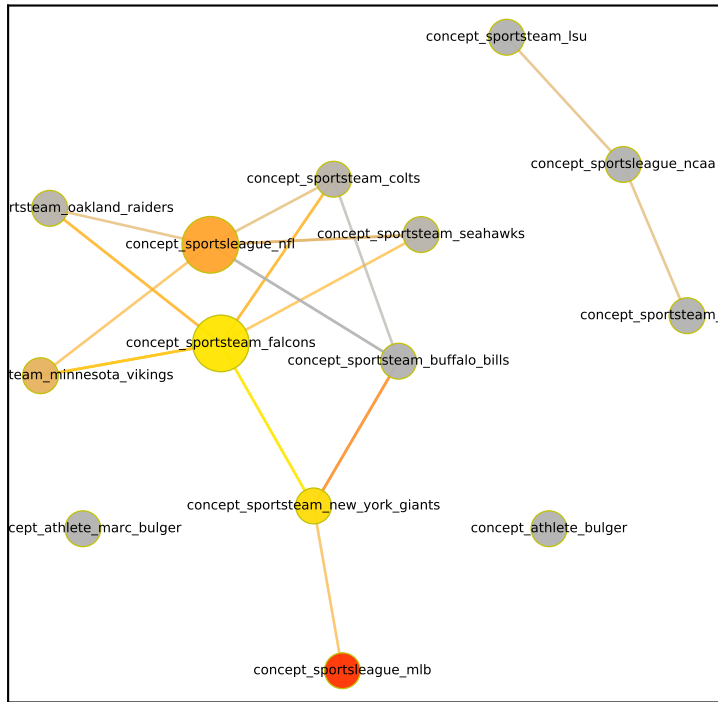 concept_sportsteam_lsu
concept_sportsleague_ncaa
concept_sportsteam_colts
rtsteam_oakland_raiders
concept_sportsteam_seahawks
concept_sportsleague_nfl
concept_sportsteam_
concept_sportsteam_falcons
concept_sportsteam_buffalo_bills
team_minnesota_vikings
concept_sportsteam_new_york_giants
cept_athlete_marc_bulger
concept_athlete_bulger
concept_sportsleague_mlb